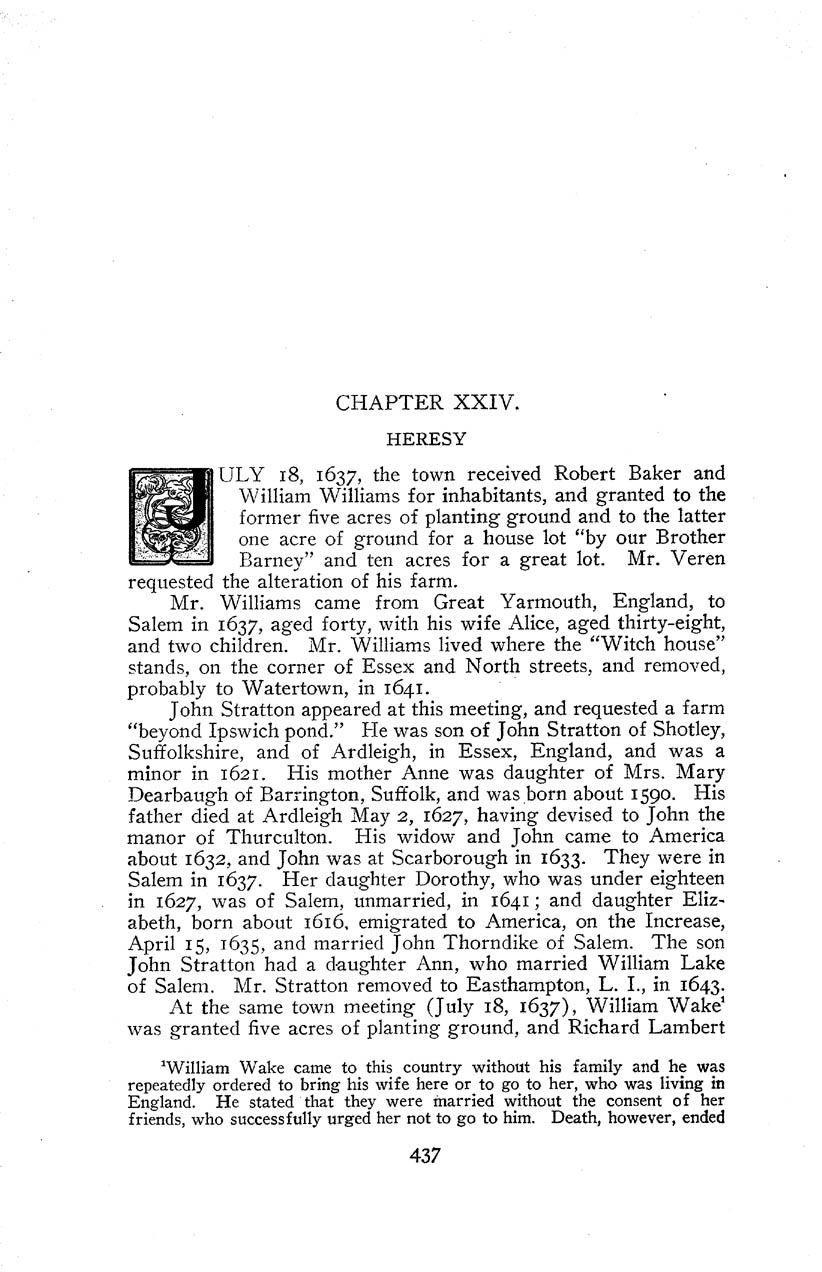 CHAPTER XXIV.
HERESY
JULY 18, 1637, the town received Robert Baker and
William Williams for inhabitants, and granted to the
former five acres of planting ground and to the latter
one acre of ground for a house lot “by our Brother
Barney” and ten acres for a great lot. Mr. Veren
requested the alteration of his farm.
Mr. Williams came from Great Yarmouth, England, to
Salem in 1637, aged forty, with his wife Alice, aged thirty-eight,
and two children. Mr. Williams lived where the “Witch house”
stands, on the corner of Essex and North streets, and removed,
probably to Watertown, in 1641.
John Stratton appeared at this meeting, and requested a farm
“beyond Ipswich pond.” He was son of John Stratton of Shotley,
Suffolkshire, and of Ardleigh, in Essex, England, and was a
minor in 1621. His mother Anne was daughter of Mrs. Mary
Dearbaugh of Barrington, Suffolk, and was born about 1590. His
father died at Ardleigh May 2, 1627, having devised to John the
manor of Thurculton. His widow and John came to America
about 1632, and John was at Scarborough in 1633. They were in
Salem in 1637. Her daughter Dorothy, who was under eighteen
in 1627, was of Salem, unmarried, in 1641; and daughter Eliz-
abeth, born about 1616, emigrated to America, on the Increase,
April 15, 1635, and married John Thorndike of Salem. The son
John Stratton had a daughter Ann, who married William Lake
of Salem. Mr. Stratton removed to Easthampton, L. I., in 1643.
At the same town meeting (July 18, 1637), William Wake¹
was granted five acres of planting ground, and Richard Lambert
¹William Wake came to this country without his family and he was
repeatedly ordered to bring his wife here or to go to her, who was living in
England. He stated that they were married without the consent of her
friends, who successfully urged her not to go to him. Death, however, ended
437